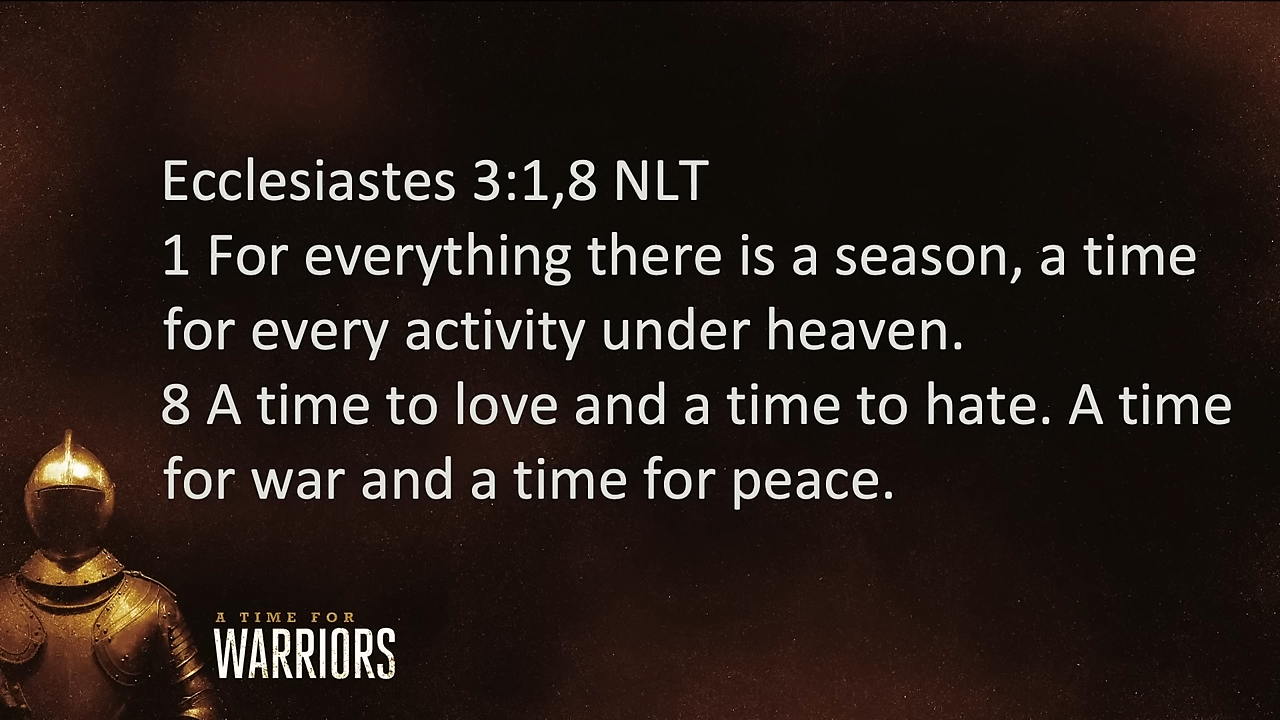 Ecclesiastes 3:1,8 NLT
1 For everything there is a season, a time
for every activity under heaven.
8 A time to love and a time to hate. A time
for war and a time for peace.
A TIME FOR
WARRIORS